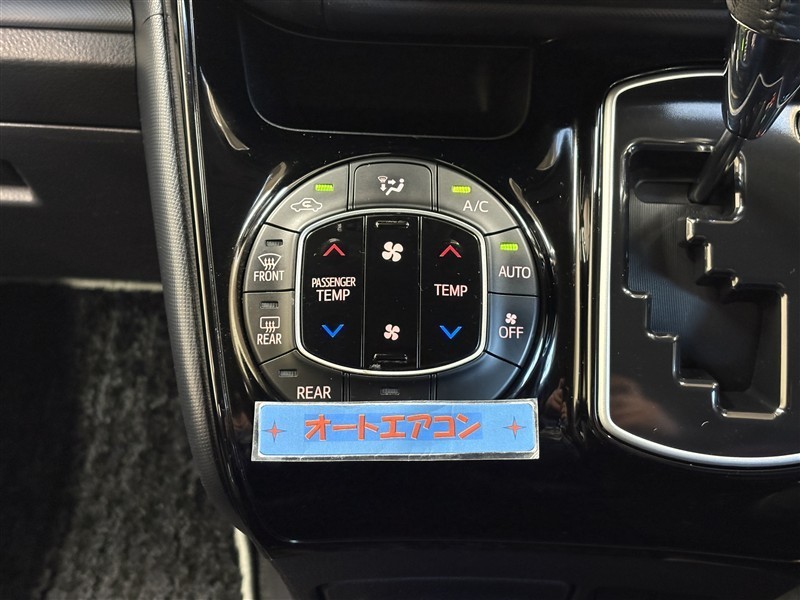 A/C
FRONT
AUTO
PASSENGER
TEMP
TEMP
REAR
OFF
REAR
オートエアコン